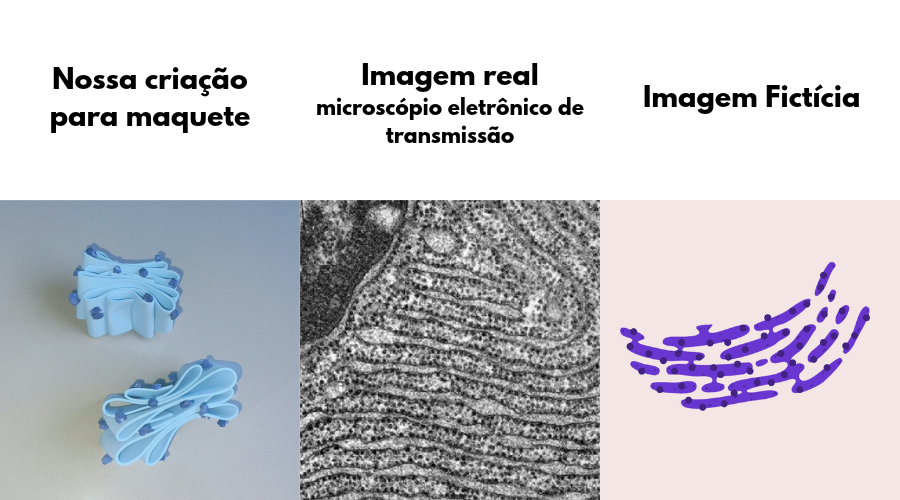 Nossa criação
para maquete
Imagem real
microscópio eletrônico de
transmissão
Imagem Fictícia